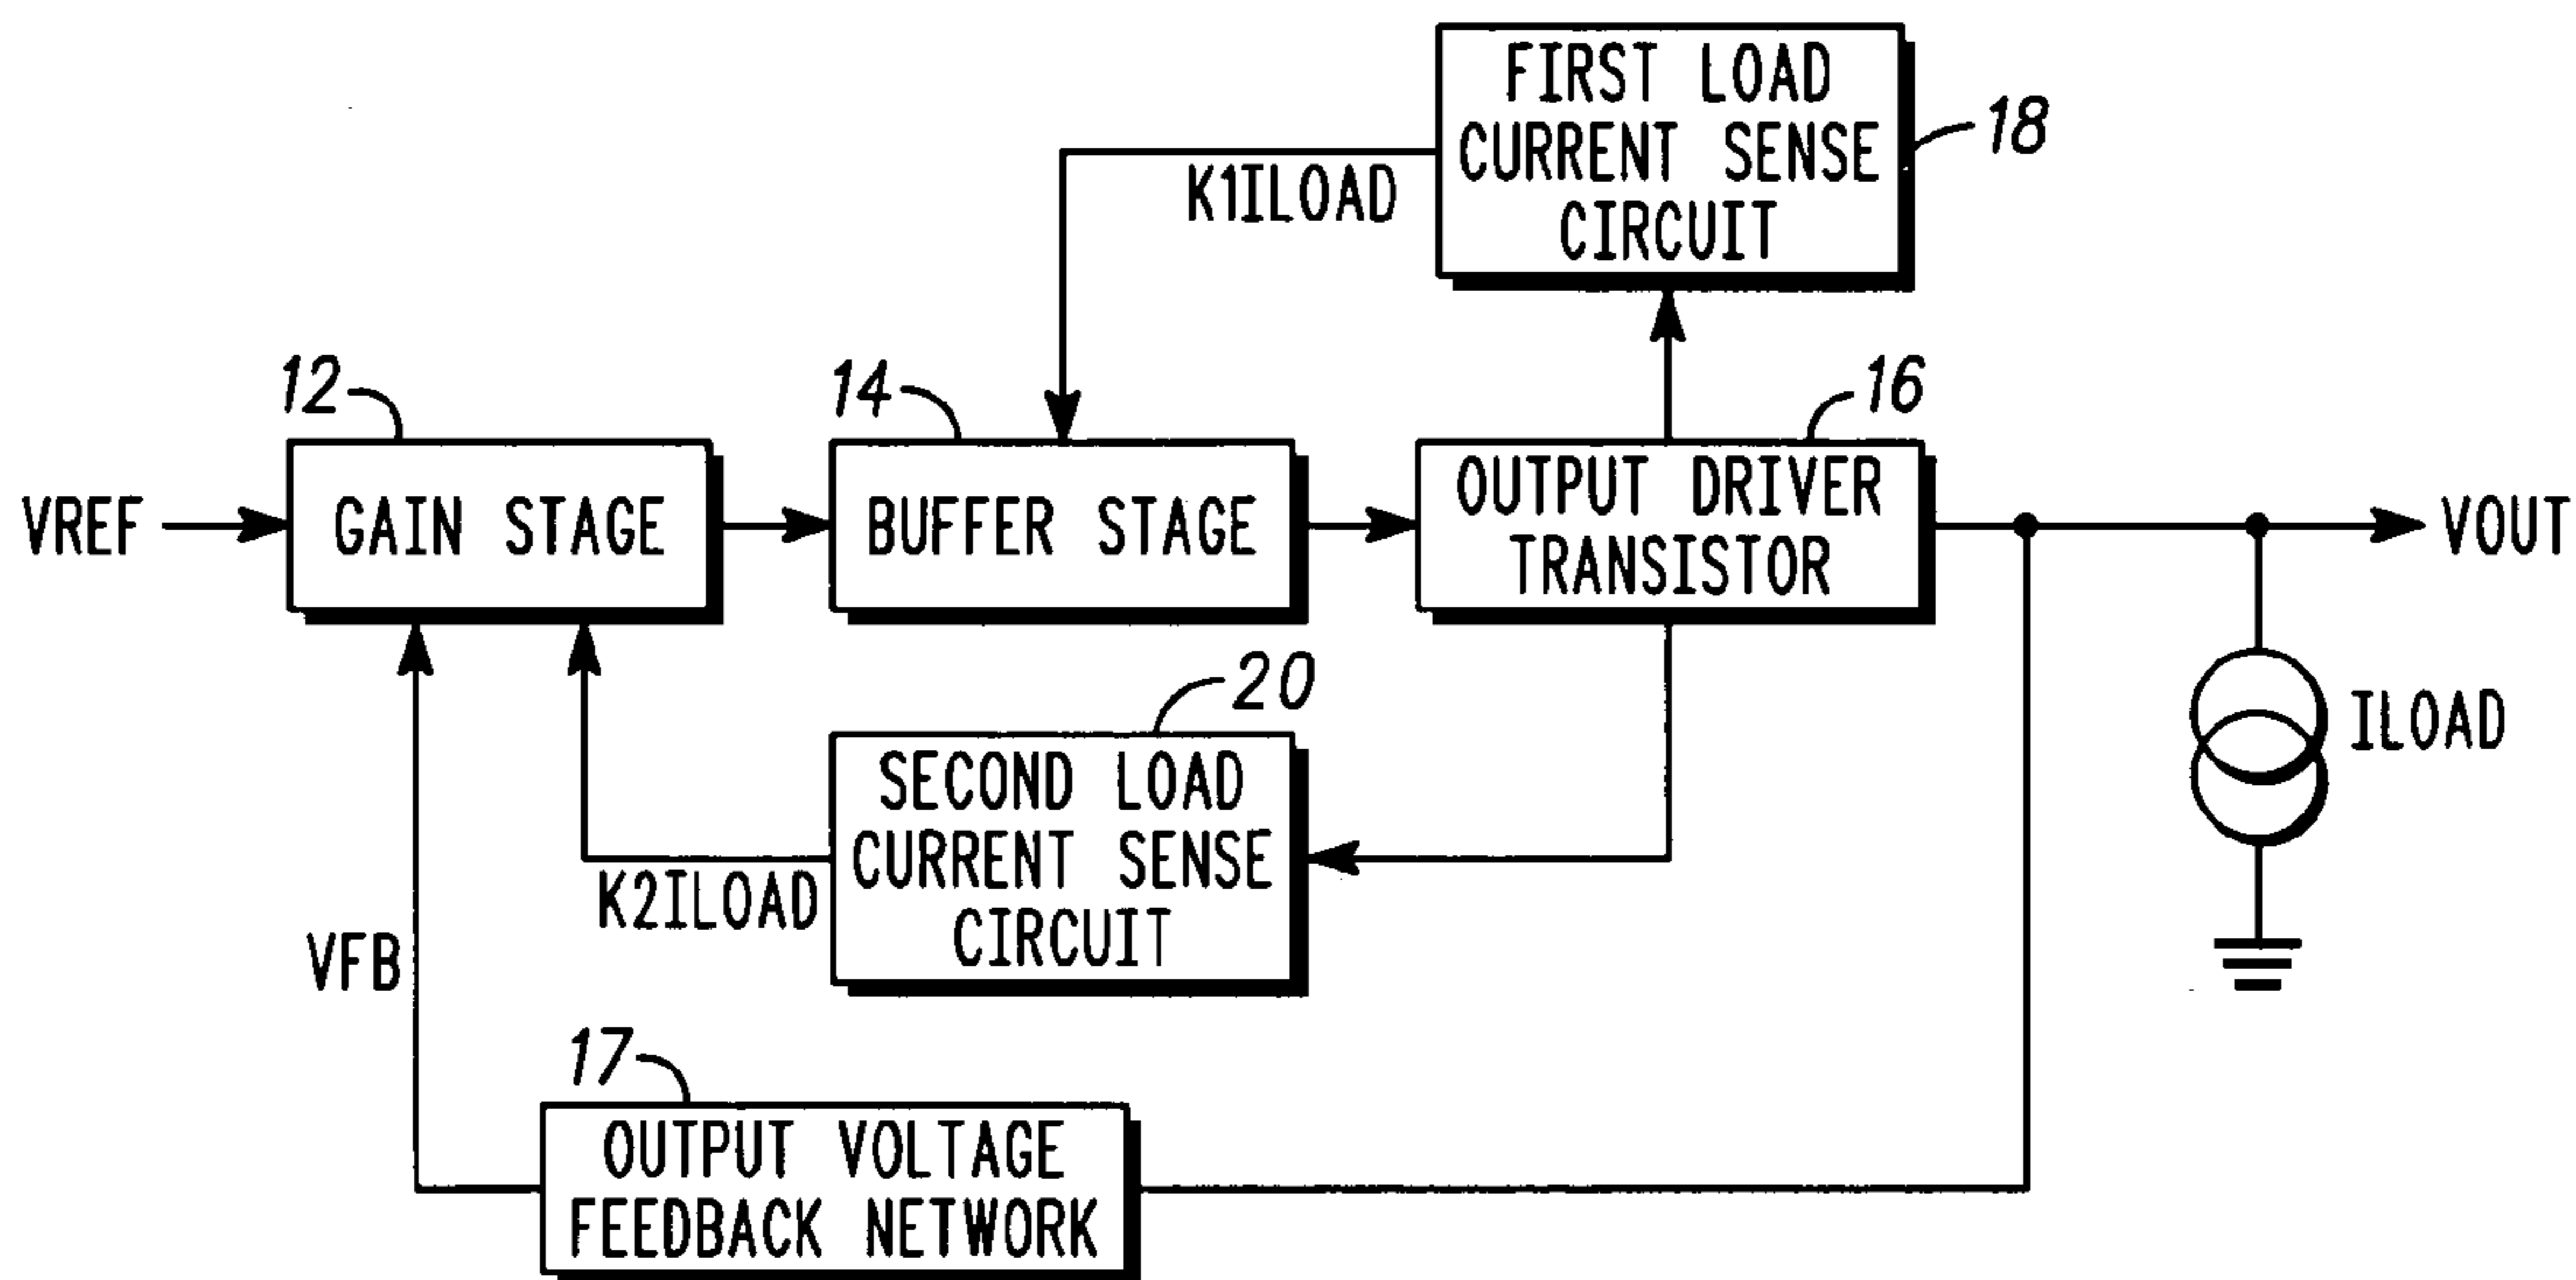 FIRST LOAD
CURRENT SENSE
CIRCUIT
18
K1ILOAD
12
14
16
VREF
GAIN STAGE
BUFFER STAGE
OUTPUT DRIVER
TRANSISTOR
VOUT
20
SECOND LOAD
CURRENT SENSE
CIRCUIT
ILOAD
K2ILOAD
VFB
17
OUTPUT VOLTAGE
FEEDBACK NETWORK